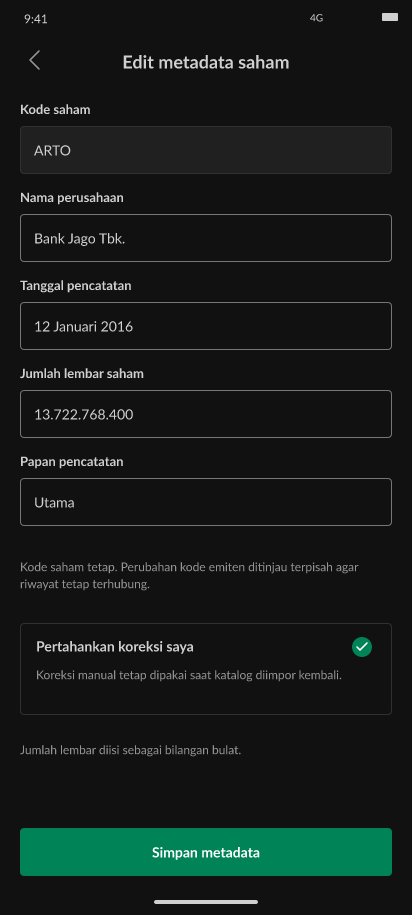 9:41
4G
Edit metadata saham
Kode saham
ARTO
Nama perusahaan
Bank Jago Tbk.
Tanggal pencatatan
12 Januari 2016
Jumlah lembar saham
13.722.768.400
Papan pencatatan
Utama
Kode saham tetap. Perubahan kode emiten ditinjau terpisah agar
riwayat tetap terhubung.
Pertahankan koreksi saya
Koreksi manual tetap dipakai saat katalog diimpor kembali.
Jumlah lembar diisi sebagai bilangan bulat.
Simpan metadata